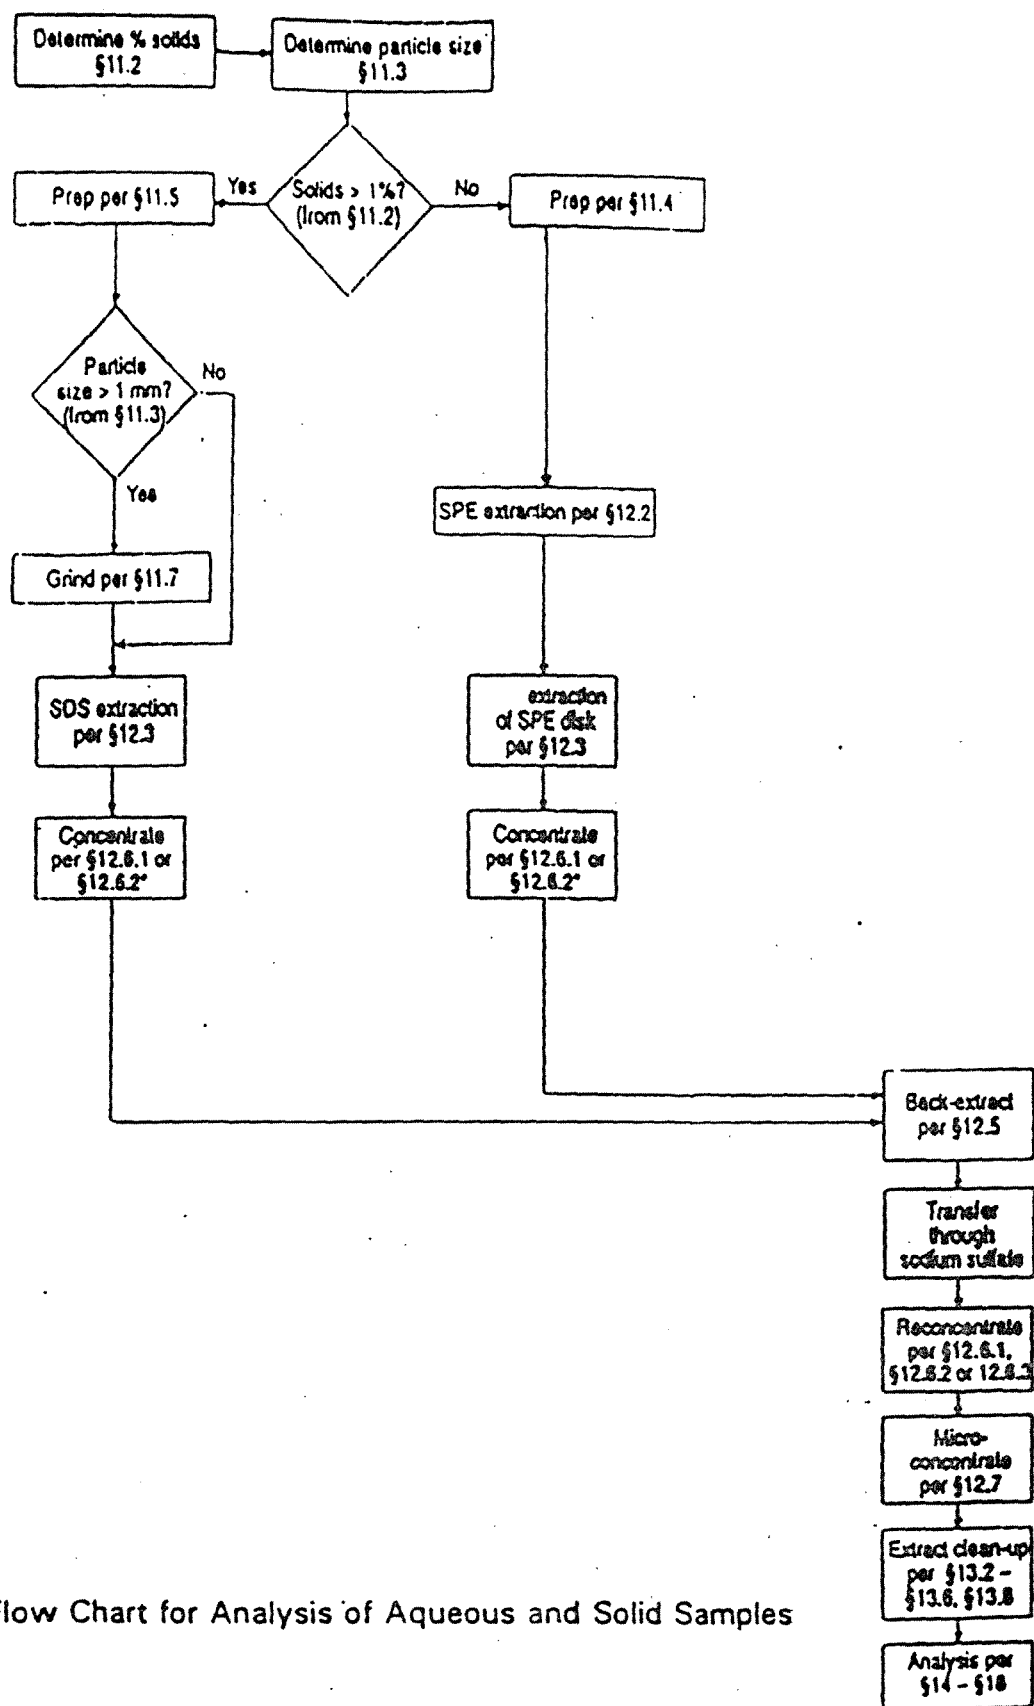 Determine % solids
§11.2
Determine particle size
§11.3
Solids > 1%?
(from §11.2)
Yes
No
Prep per §11.5
Prep per §11.4
Particle
size > 1 mm?
(from §11.3)
No
Yes
SPE extraction per §12.2
Grind per §11.7
SDS extraction
per §12.3
extraction
of SPE disk
per §12.3
Concentrate
per §12.6.1 or
§12.6.2*
Concentrate
per §12.6.1 or
§12.6.2*
Back-extract
per §12.5
Transfer
through
sodium sulfate
Reconcentrate
per §12.6.1,
§12.6.2 or 12.6.3
Micro-
concentrate
per §12.7
Extract clean-up
per §13.2 –
§13.6, §13.8
Analysis per
§14 – §18
Flow Chart for Analysis of Aqueous and Solid Samples